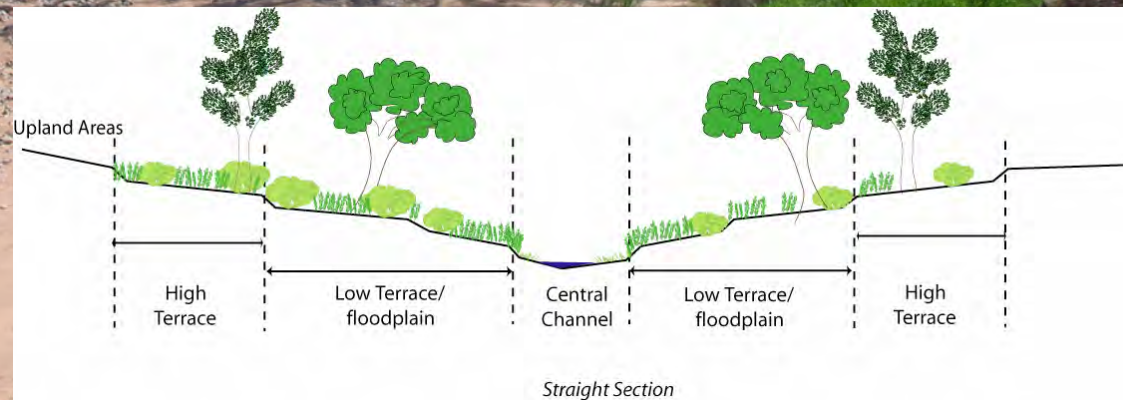 Upland Areas
High
Terrace
Low Terrace/
floodplain
Central
Channel
Low Terrace/
floodplain
High
Terrace
Straight Section